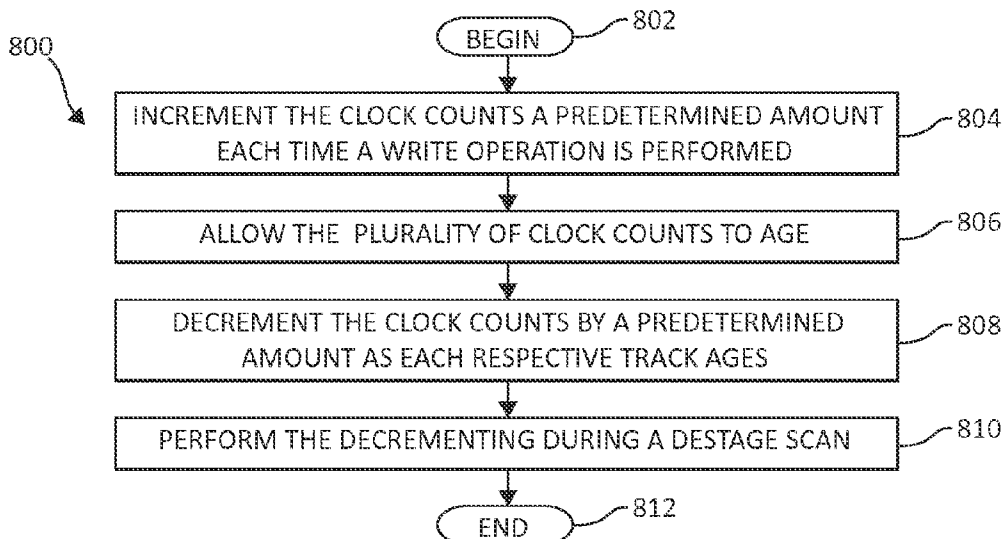 BEGIN
802
800
INCREMENT THE CLOCK COUNTS A PREDETERMINED AMOUNT
EACH TIME A WRITE OPERATION IS PERFORMED
804
ALLOW THE PLURALITY OF CLOCK COUNTS TO AGE
806
DECREMENT THE CLOCK COUNTS BY A PREDETERMINED
AMOUNT AS EACH RESPECTIVE TRACK AGES
808
PERFORM THE DECREMENTING DURING A DESTAGE SCAN
810
END
812